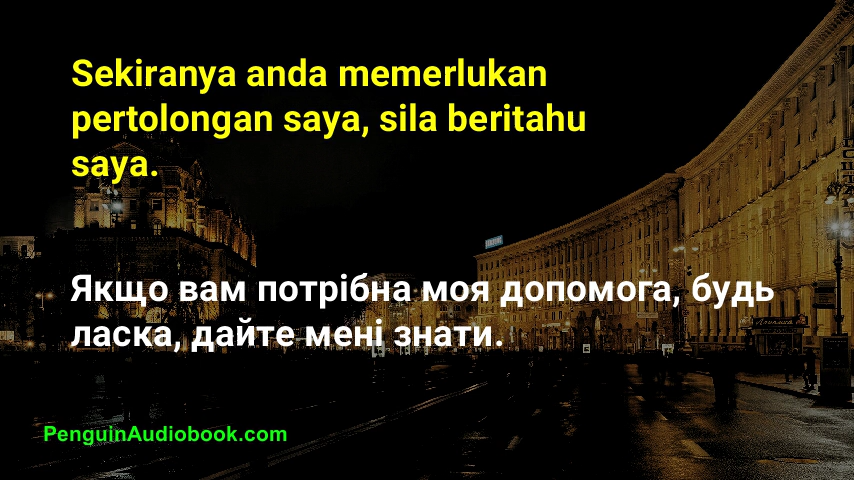 Sekiranya anda memerlukan
pertolongan saya, sila beritahu
saya.
Якщо вам потрібна моя допомога, будь
ласка, дайте мені знати.
PenguinAudiobook.com